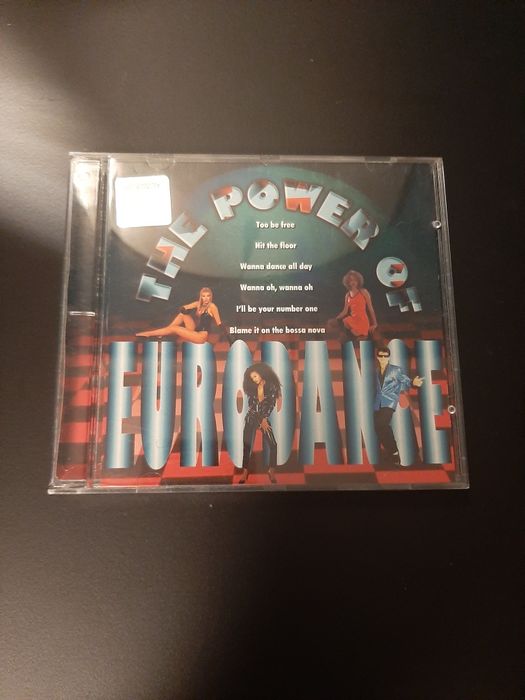 THE POWER OF
Too be free
Hit the floor
Wanna dance all day
Wanna oh, wanna oh
I'll be your number one
Blame it on the bossa nova
EURODANCE